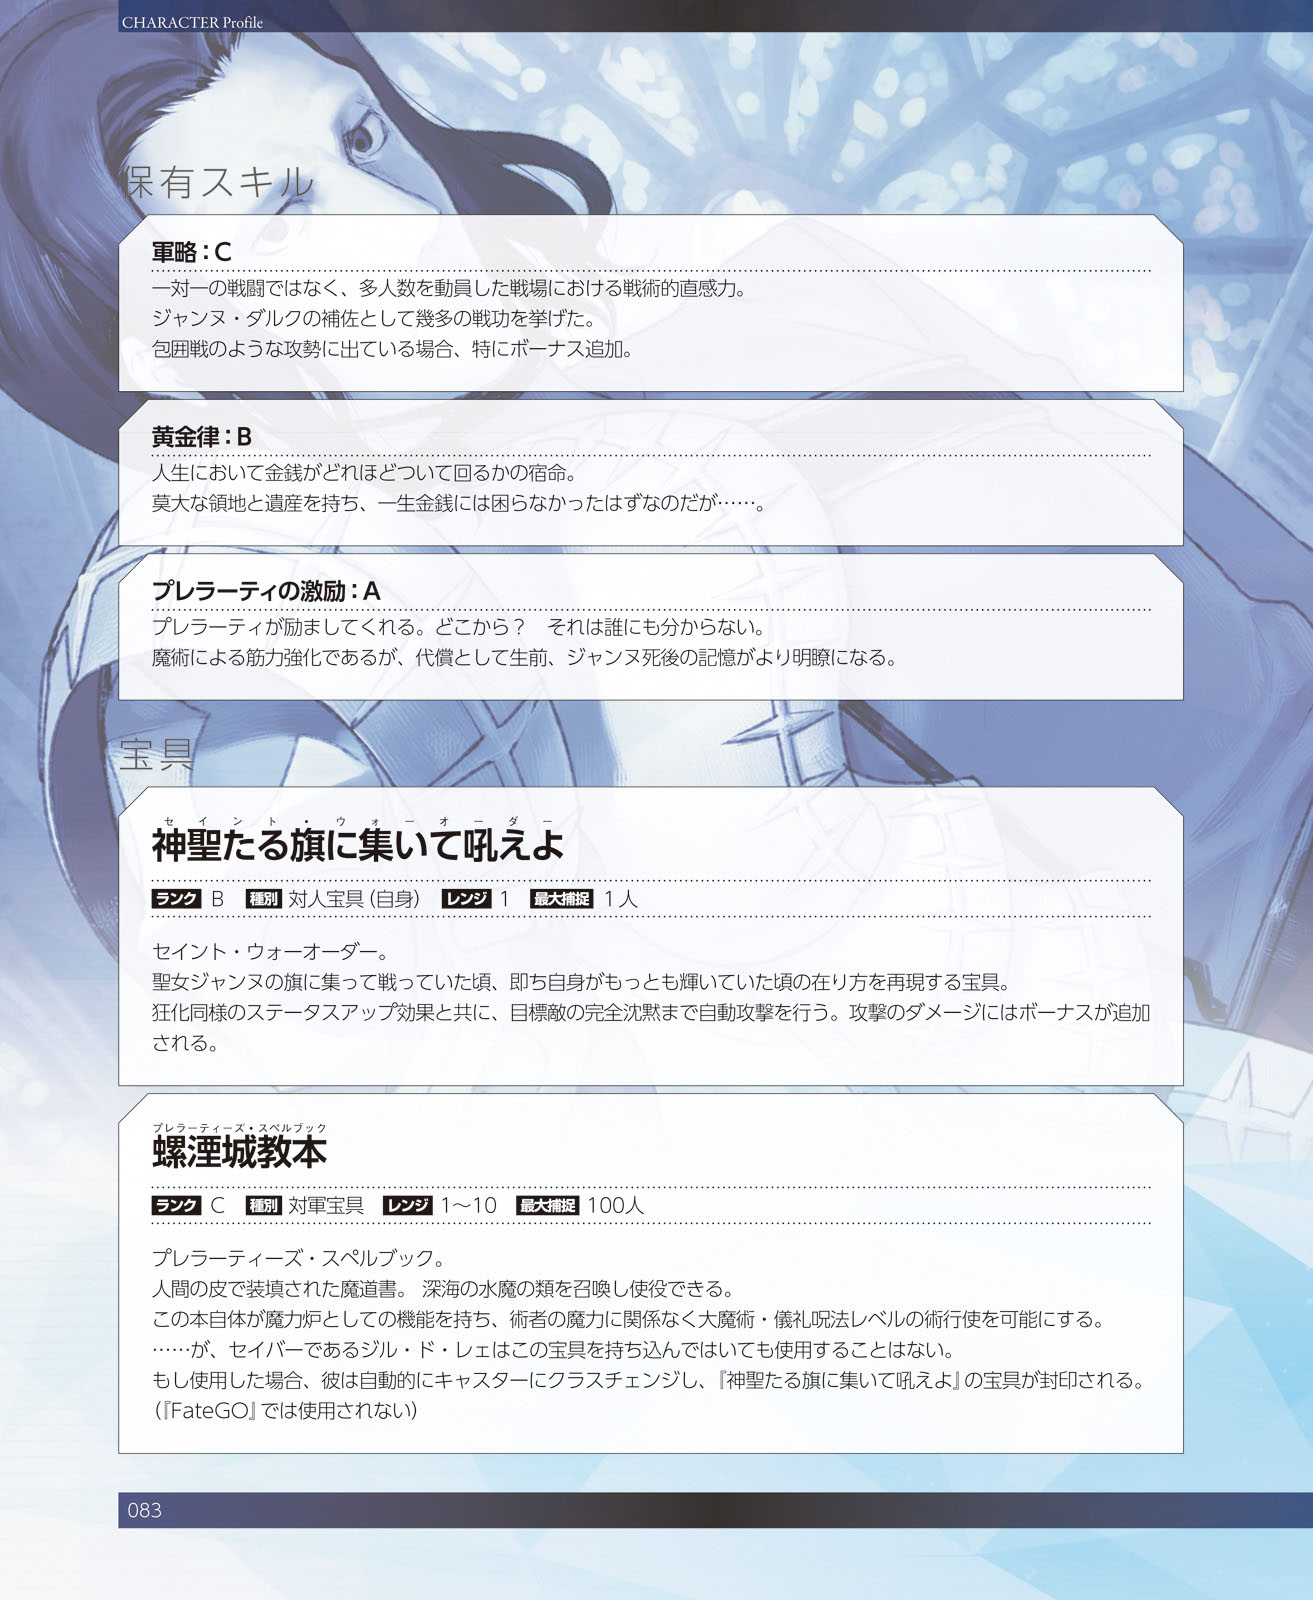 CHARACTER Profile
保有スキル
軍略：C
一対一の戦闘ではなく、多人数を動員した戦場における戦術的直感力。
ジャンヌ・ダルクの補佐として幾多の戦功を挙げた。
包囲戦のような攻勢に出ている場合、特にボーナス追加。
黄金律：B
人生において金銭がどれほどついて回るかの宿命。
莫大な領地と遺産を持ち、一生金銭には困らなかったはずなのだが……。
プレラーティの激励：A
プレラーティが励ましてくれる。どこから？　それは誰にも分からない。
魔術による筋力強化であるが、代償として生前、ジャンヌ死後の記憶がより明瞭になる。
宝具
セイント・ウォーオーダー
神聖たる旗に集いて吼えよ
ランク B 種別 対人宝具（自身） レンジ 1 最大捕捉 1人
セイント・ウォーオーダー。
聖女ジャンヌの旗に集って戦っていた頃、即ち自身がもっとも輝いていた頃の在り方を再現する宝具。
狂化同様のステータスアップ効果と共に、目標敵の完全沈黙まで自動攻撃を行う。攻撃のダメージにはボーナスが追加
される。
プレラーティーズ・スペルブック
螺湮城教本
ランク C 種別 対軍宝具 レンジ 1～10 最大捕捉 100人
プレラーティーズ・スペルブック。
人間の皮で装填された魔道書。 深海の水魔の類を召喚し使役できる。
この本自体が魔力炉としての機能を持ち、術者の魔力に関係なく大魔術・儀礼呪法レベルの術行使を可能にする。
……が、セイバーであるジル・ド・レェはこの宝具を持ち込んではいても使用することはない。
もし使用した場合、彼は自動的にキャスターにクラスチェンジし、『神聖たる旗に集いて吼えよ』の宝具が封印される。
（『FateGO』では使用されない）
083